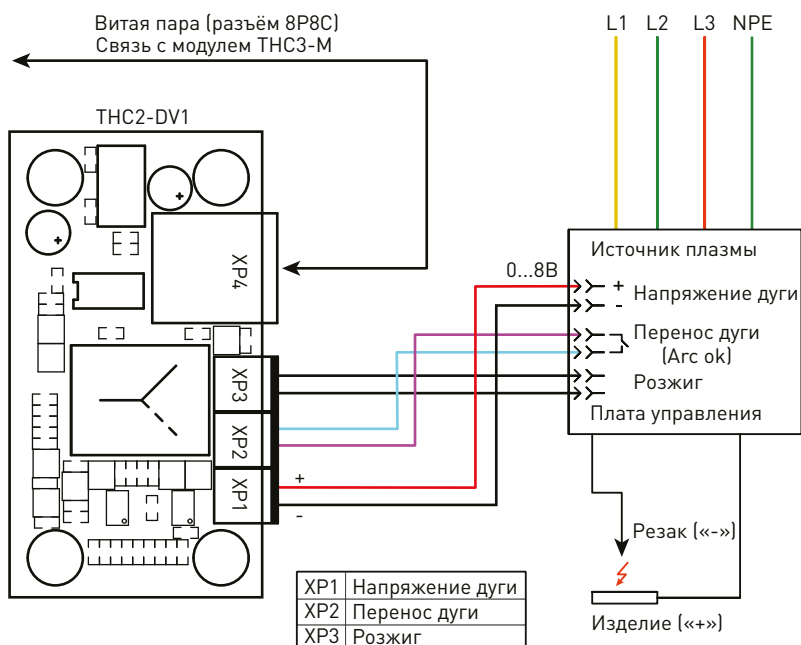 Витая пара (разъём 8P8C)
Связь с модулем THC3-M
L1 L2 L3 NPE
THC2-DV1
XP4
XP3
XP2
XP1
+
-
0...8В
Источник плазмы
+
-
Напряжение дуги
Перенос дуги
(Arc ok)
Розжиг
Плата управления
Резак («-»)
Изделие («+»)
XP1 Напряжение дуги
XP2 Перенос дуги
XP3 Розжиг